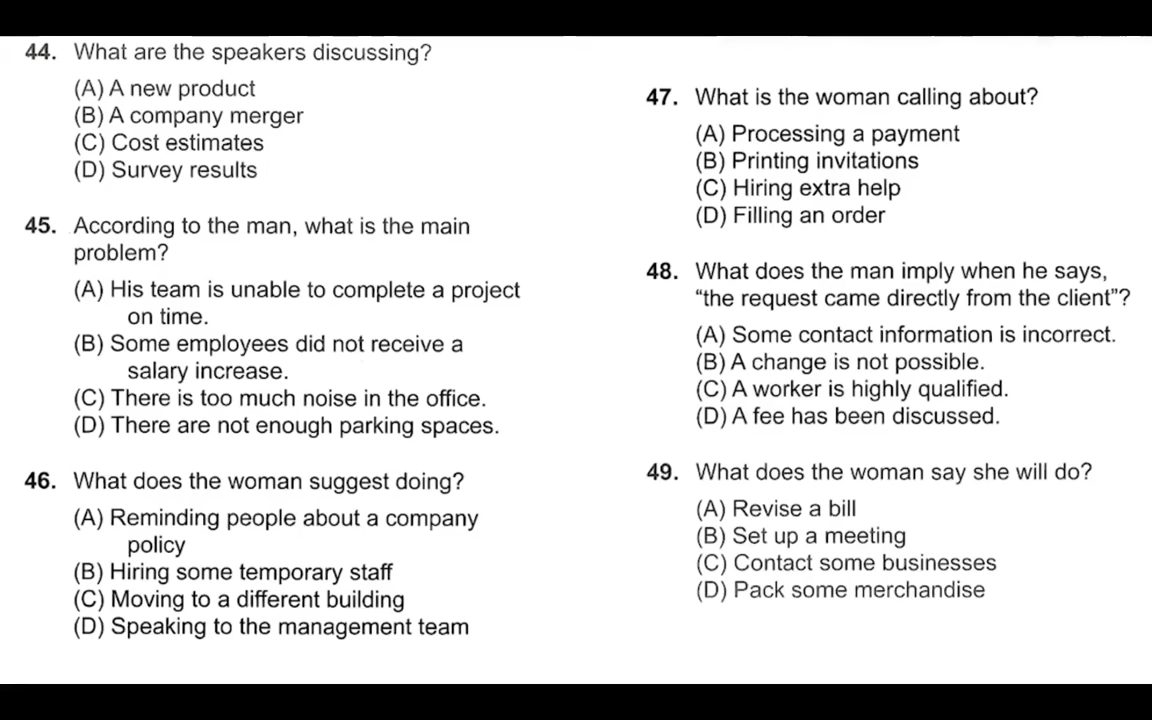 44. What are the speakers discussing?
(A) A new product
(B) A company merger
(C) Cost estimates
(D) Survey results
45. According to the man, what is the main
problem?
(A) His team is unable to complete a project
on time.
(B) Some employees did not receive a
salary increase.
(C) There is too much noise in the office.
(D) There are not enough parking spaces.
46. What does the woman suggest doing?
(A) Reminding people about a company
policy
(B) Hiring some temporary staff
(C) Moving to a different building
(D) Speaking to the management team
47. What is the woman calling about?
(A) Processing a payment
(B) Printing invitations
(C) Hiring extra help
(D) Filling an order
48. What does the man imply when he says,
“the request came directly from the client”?
(A) Some contact information is incorrect.
(B) A change is not possible.
(C) A worker is highly qualified.
(D) A fee has been discussed.
49. What does the woman say she will do?
(A) Revise a bill
(B) Set up a meeting
(C) Contact some businesses
(D) Pack some merchandise